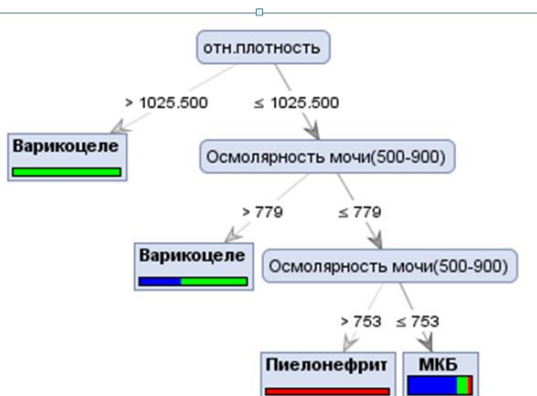 отн.плотность
> 1025.500
≤ 1025.500
Варикоцеле
Осмолярность мочи(500-900)
> 779
≤ 779
Варикоцеле
Осмолярность мочи(500-900)
> 753
≤ 753
Пиелонефрит
МКБ